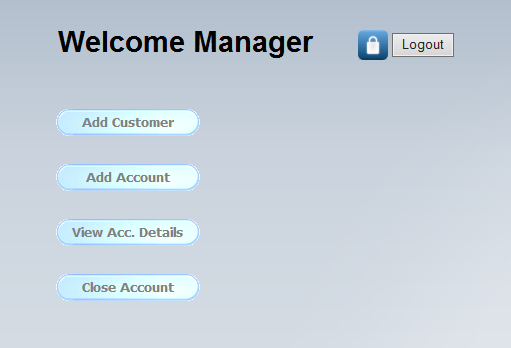 Welcome Manager
Logout
Add Customer
Add Account
View Acc. Details
Close Account